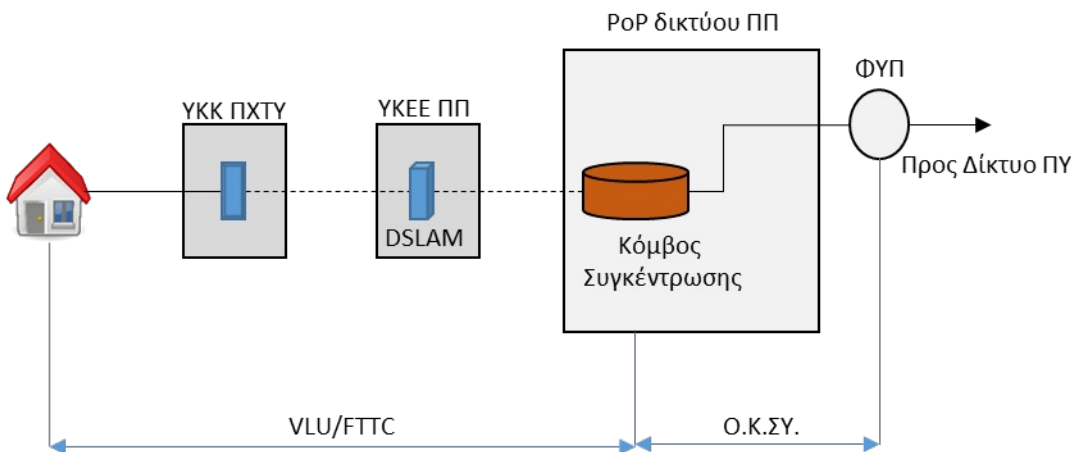 PoP δικτύου ΠΠ
ΦΥΠ
ΥΚΚ ΠΧΤΥ
ΥΚΕΕ ΠΠ
Προς Δίκτυο ΠΥ
DSLAM
Κόμβος
Συγκέντρωσης
VLU/FTTC
Ο.Κ.ΣΥ.